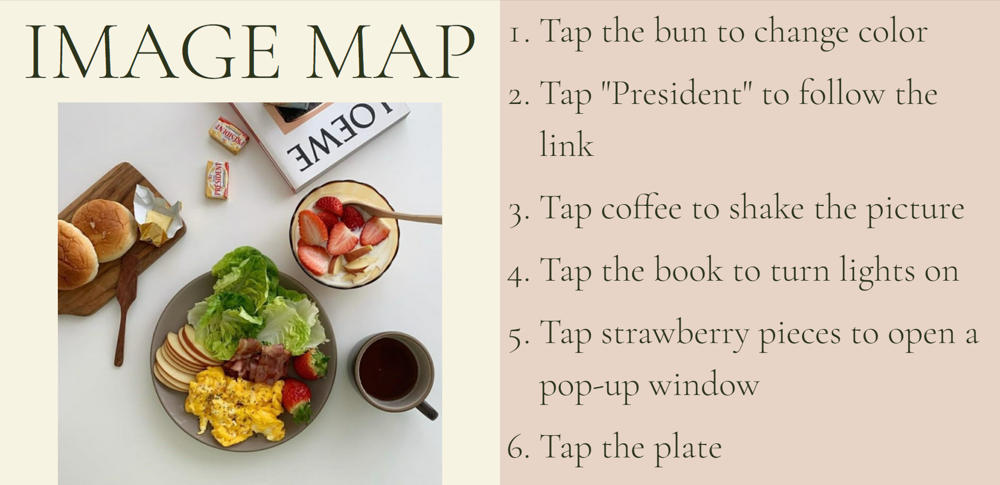 IMAGE MAP
LOEWE
PRÉSIDENT
PRÉSIDENT
1. Tap the bun to change color
2. Tap "President" to follow the
link
3. Tap coffee to shake the picture
4. Tap the book to turn lights on
5. Tap strawberry pieces to open a
pop-up window
6. Tap the plate